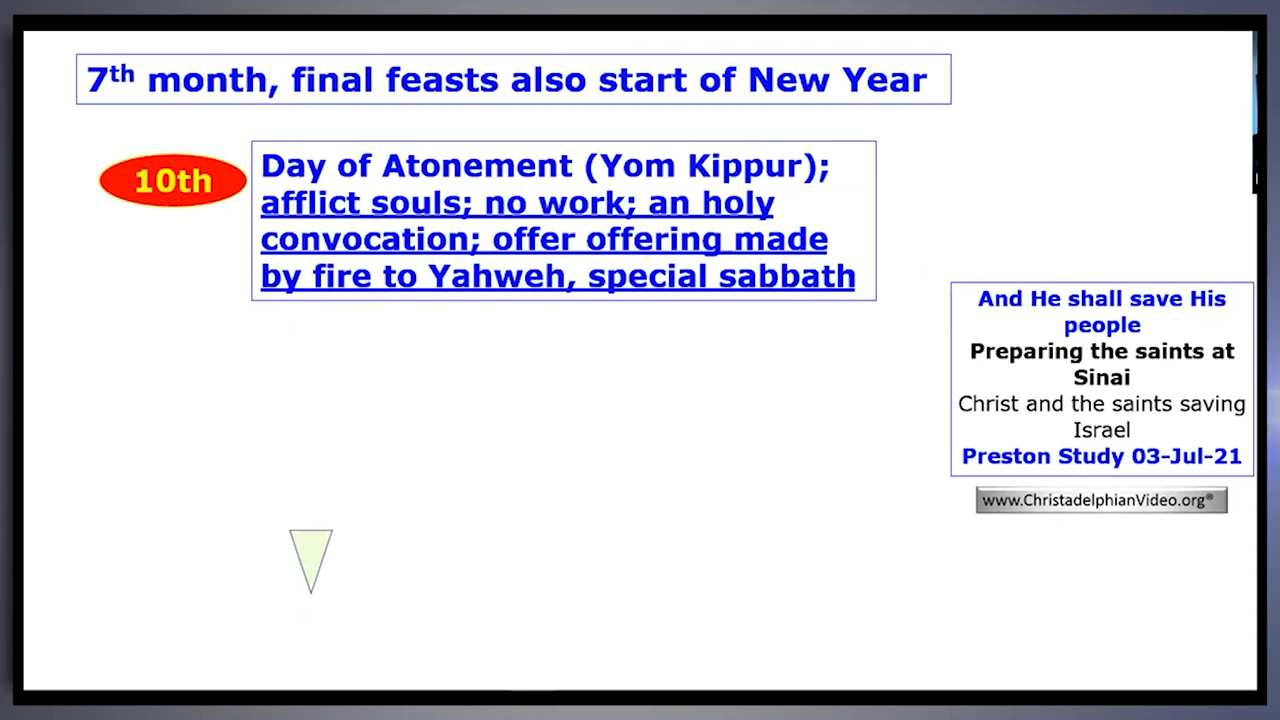 7th month, final feasts also start of New Year
10th
Day of Atonement (Yom Kippur);
afflict souls; no work; an holy
convocation; offer offering made
by fire to Yahweh, special sabbath
And He shall save His
people
Preparing the saints at
Sinai
Christ and the saints saving
Israel
Preston Study 03-Jul-21
www.ChristadelphianVideo.org®